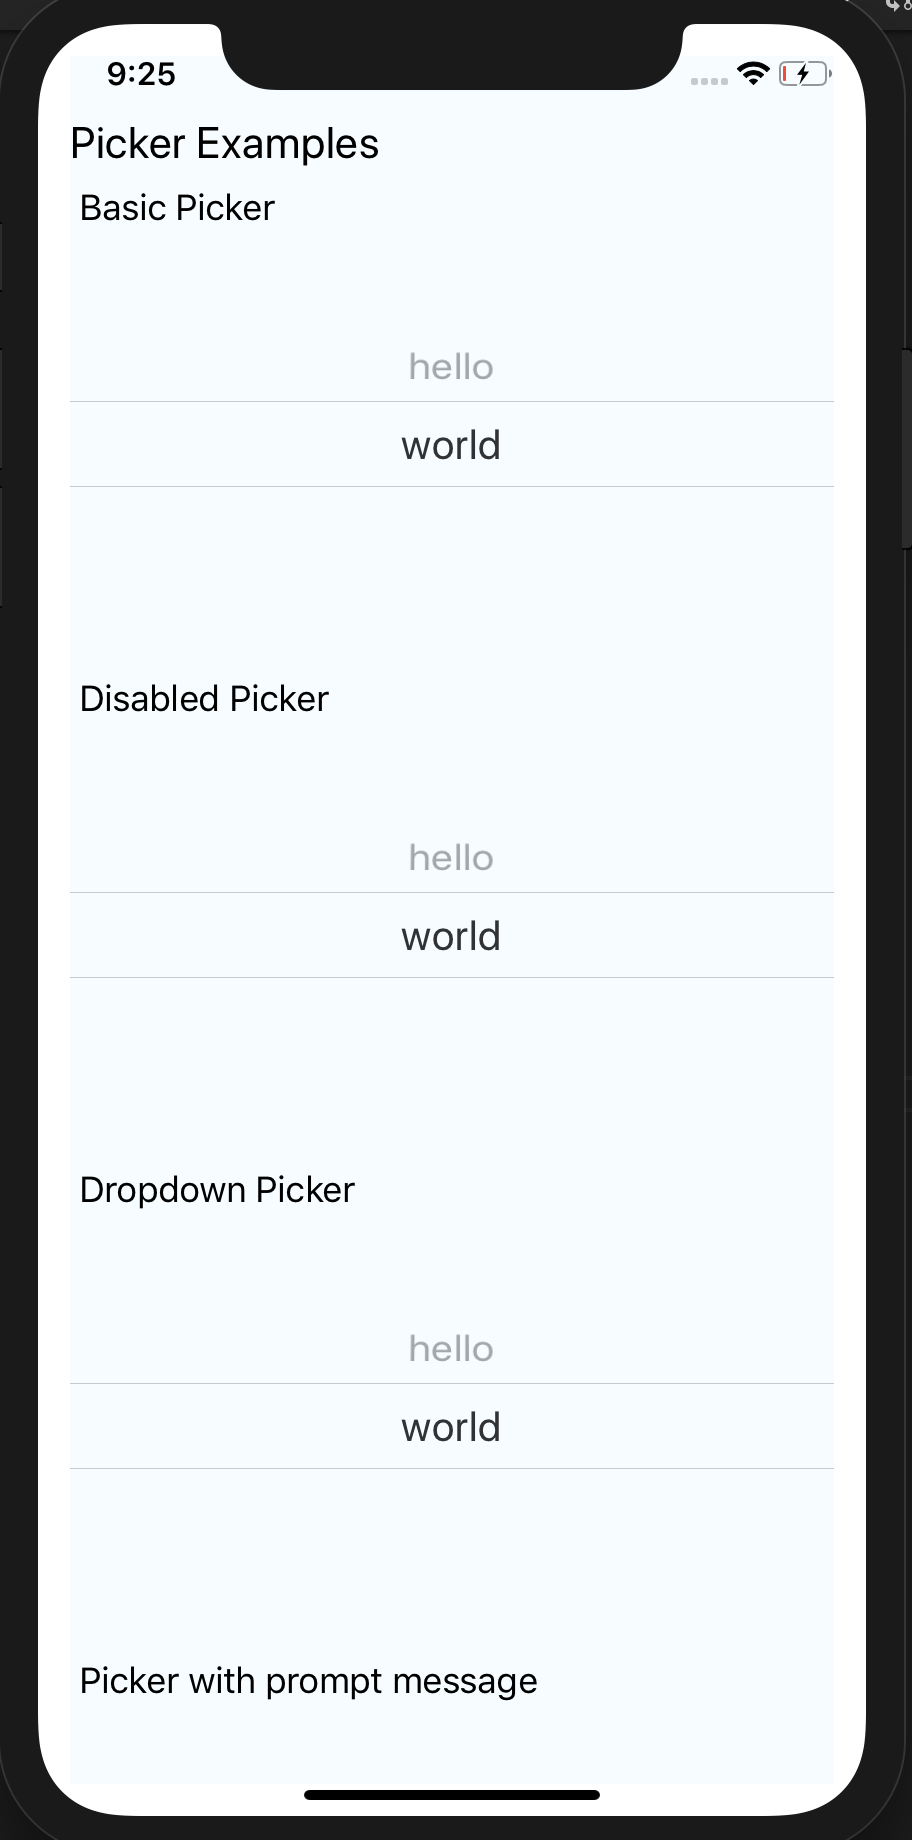 9:25
Picker Examples
Basic Picker
hello
world
Disabled Picker
hello
world
Dropdown Picker
hello
world
Picker with prompt message